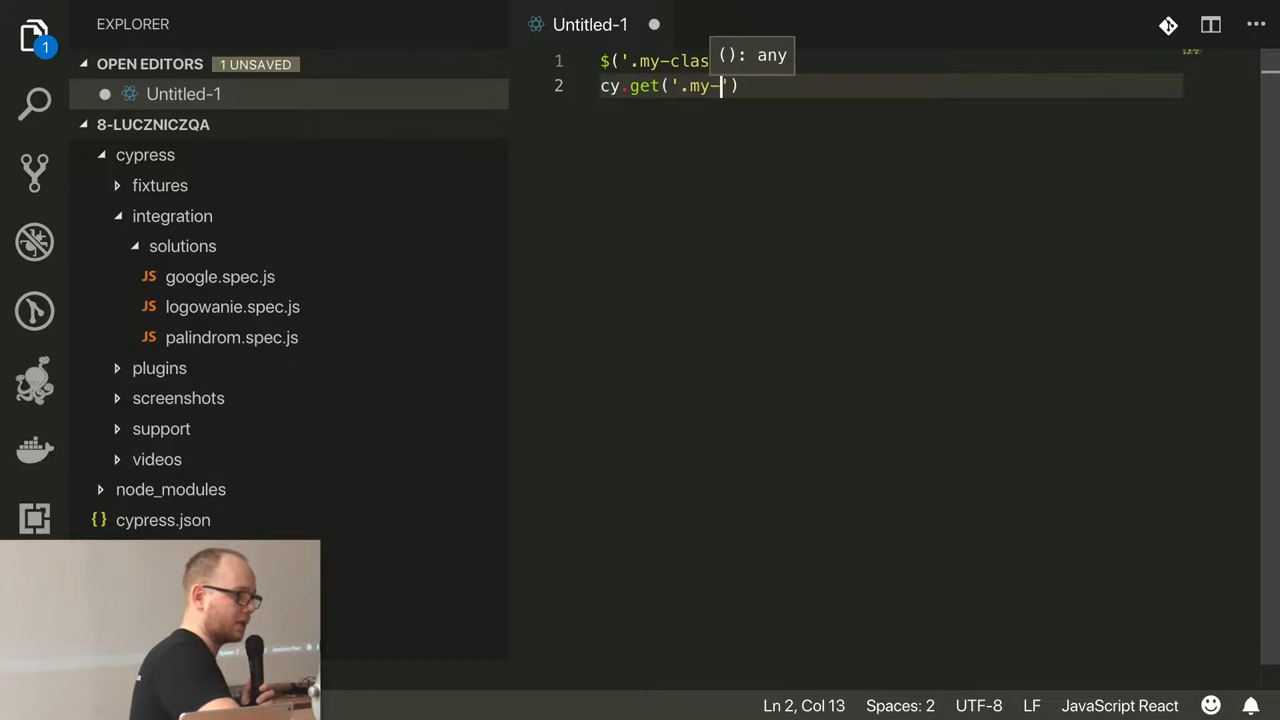 EXPLORER
1
OPEN EDITORS 1 UNSAVED
Untitled-1
8-LUCZNICZQA
cypress
fixtures
integration
solutions
JS google.spec.js
JS logowanie.spec.js
JS palindrom.spec.js
plugins
screenshots
support
videos
node_modules
{} cypress.json
Untitled-1
(): any
1 $('.my-clas
2 cy.get('.my-')
Ln 2, Col 13 Spaces: 2 UTF-8 LF JavaScript React